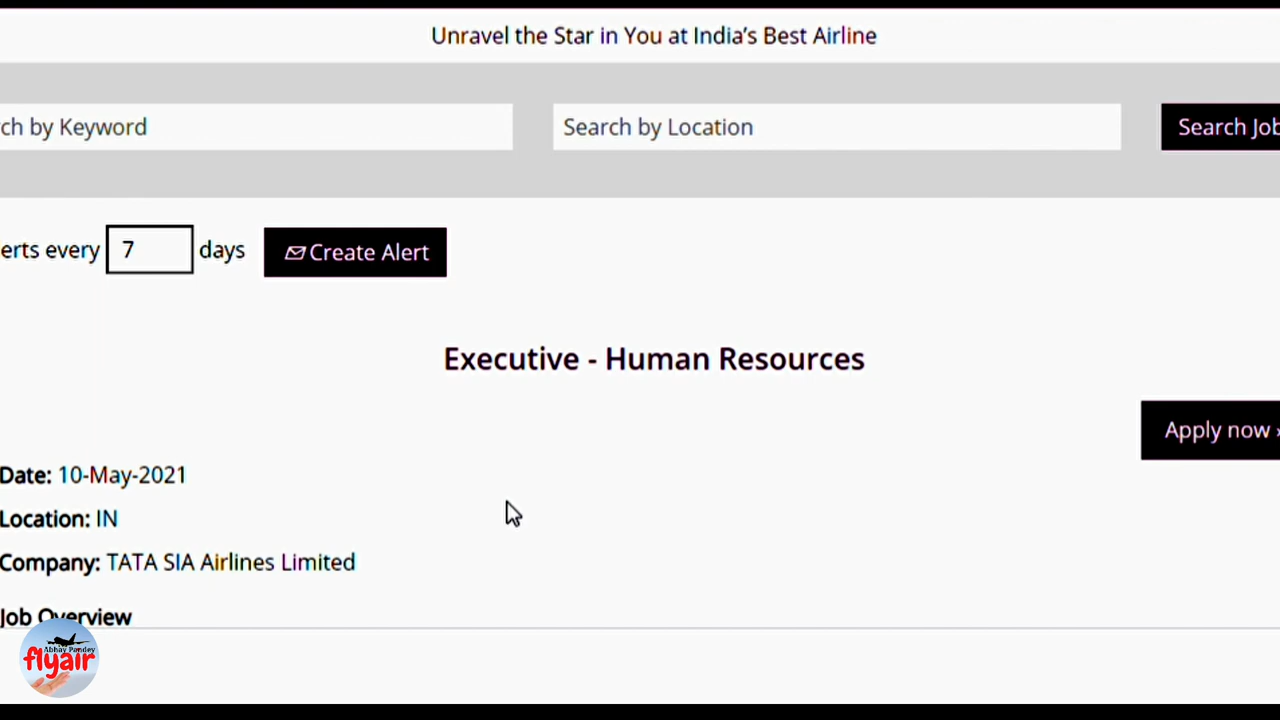 Unravel the Star in You at India's Best Airline
ch by Keyword
Search by Location
Search Job
erts every 7 days
Create Alert
Executive - Human Resources
Apply now »
Date: 10-May-2021
Location: IN
Company: TATA SIA Airlines Limited
Job Overview
Abhay Pandey
flyair